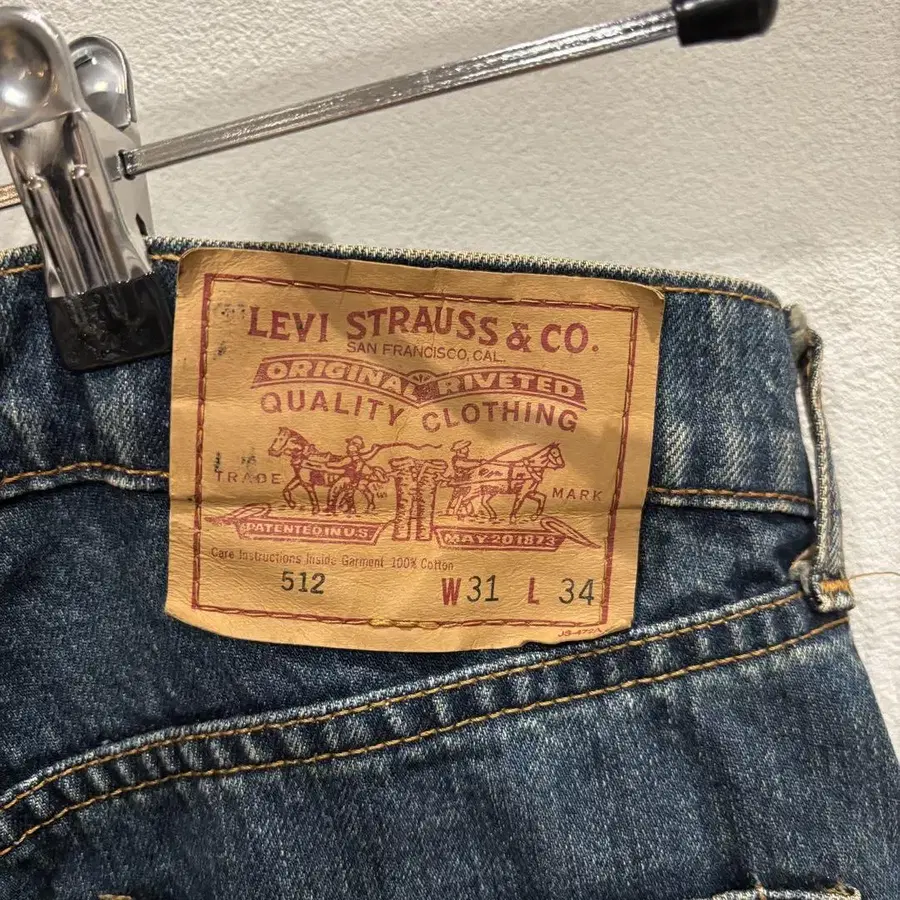 LEVI STRAUSS & CO.
SAN FRANCISCO, CAL.
ORIGINAL RIVETED
QUALITY CLOTHING
TRADE MARK
PATENTED IN U.S. MAY 20 1873
Care Instructions Inside Garment 100% Cotton
512 W 31 L 34